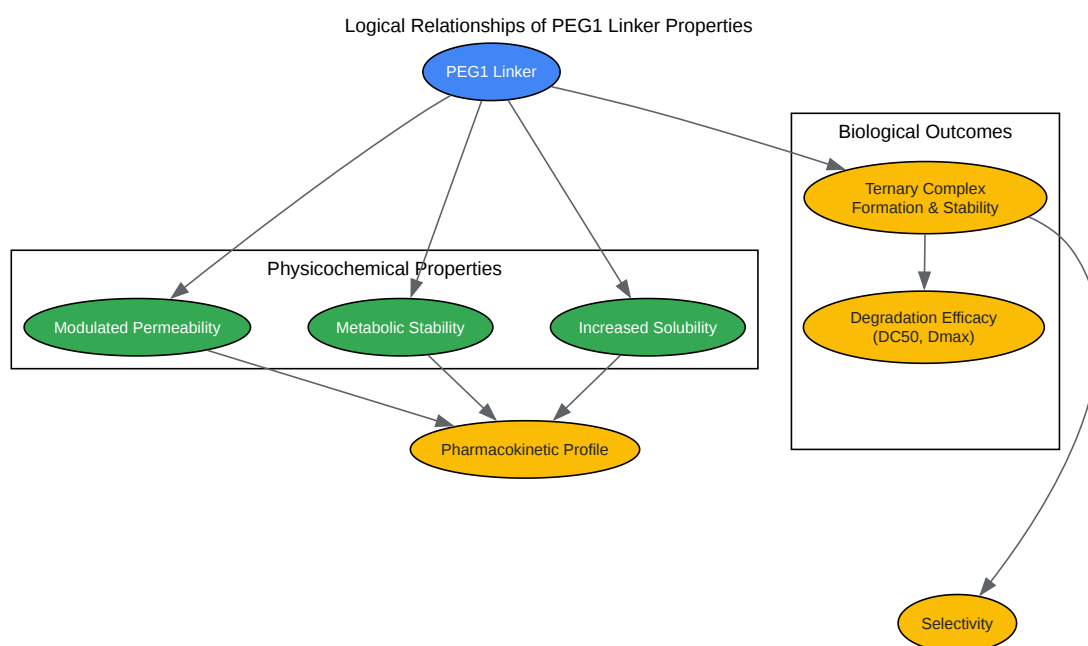 Logical Relationships of PEG1 Linker Properties
PEG1 Linker
Biological Outcomes
Ternary Complex
Formation & Stability
Physicochemical Properties
Modulated Permeability
Metabolic Stability
Increased Solubility
Degradation Efficacy
(DC50, Dmax)
Pharmacokinetic Profile
Selectivity